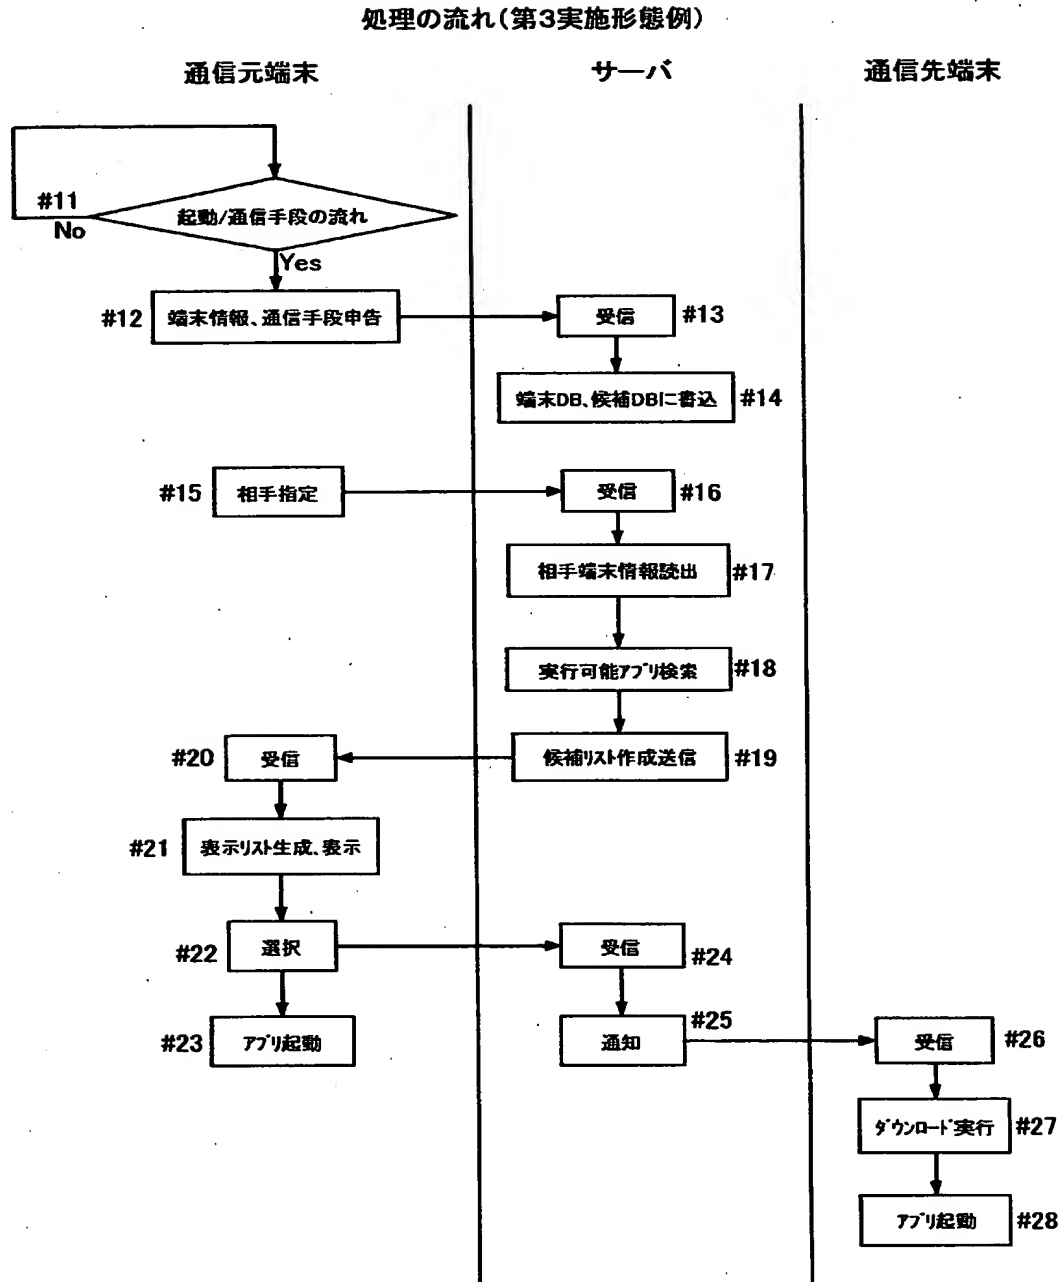 処理の流れ(第3実施形態例)
通信元端末
サーバ
通信先端末
#11
起動/通信手段の流れ
No
Yes
#12
端末情報、通信手段申告
受信
#13
端末DB、候補DBに書込
#14
#15
相手指定
受信
#16
相手端末情報読出
#17
実行可能アプリ検索
#18
#20
受信
候補リスト作成送信
#19
#21
表示リスト生成、表示
#22
選択
受信
#24
#23
アプリ起動
通知
#25
受信
#26
ダウンロード実行
#27
アプリ起動
#28